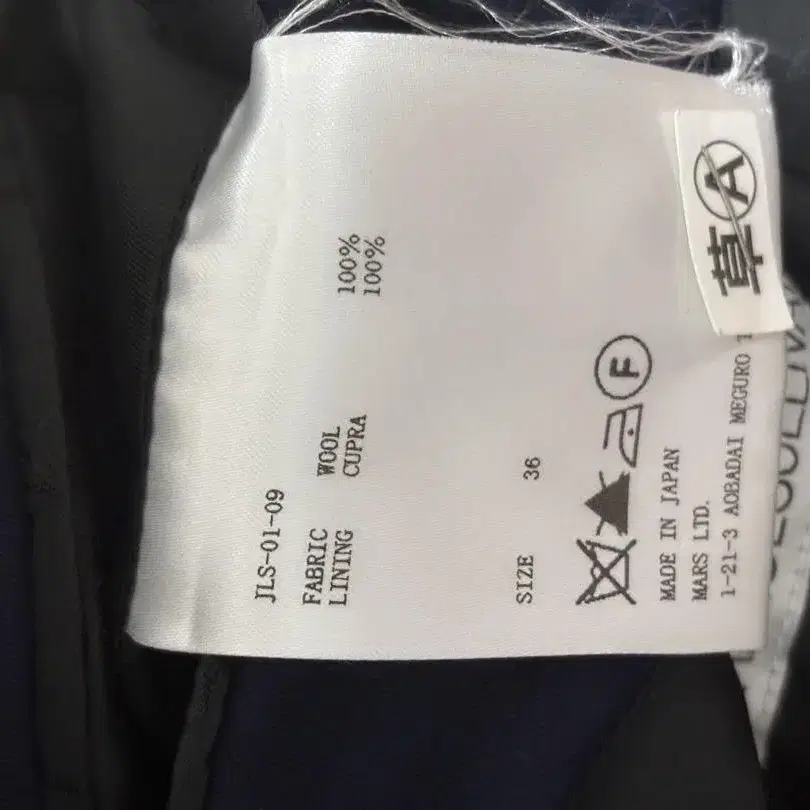 JLS-01-09
FABRIC WOOL 100%
LINING CUPRA 100%
SIZE 36
F
MADE IN JAPAN
MARS LTD.
1-21-3 AOBADAI MEGURO
草 A